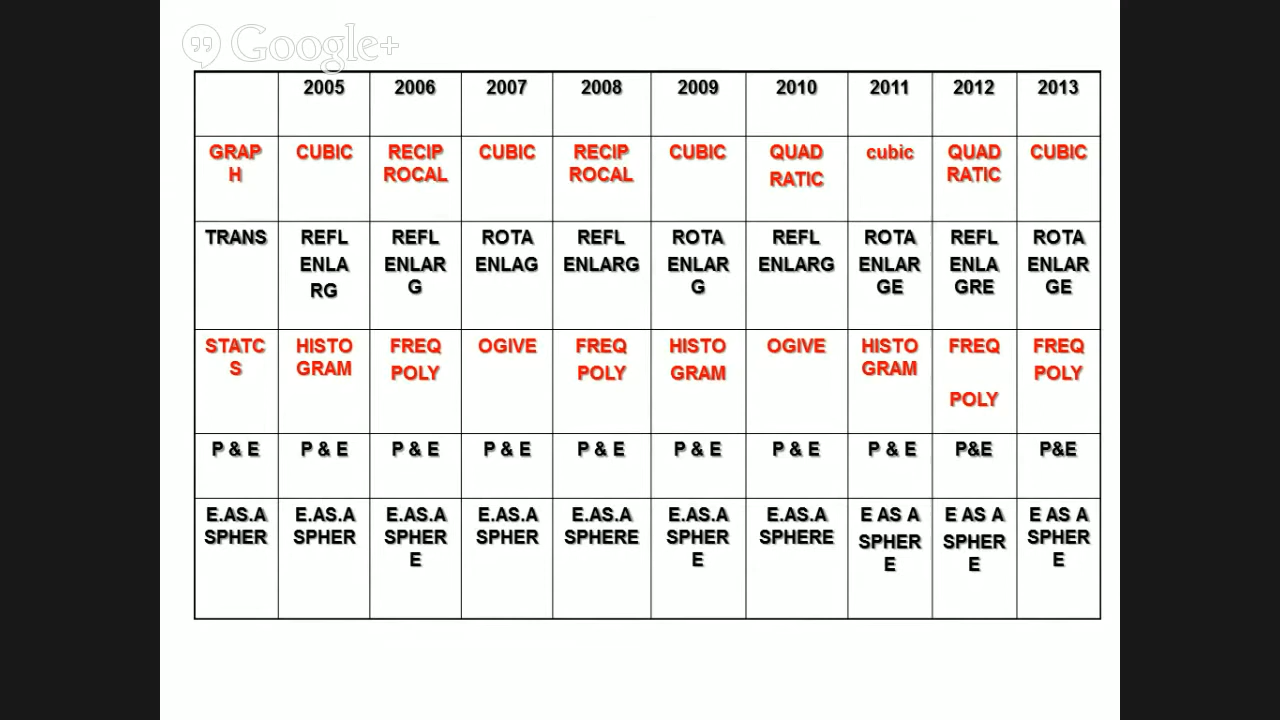 Google+
2005 2006 2007 2008 2009 2010 2011 2012 2013
GRAP CUBIC RECIP CUBIC RECIP CUBIC QUAD cubic QUAD CUBIC
H ROCAL ROCAL RATIC RATIC
TRANS REFL REFL ROTA REFL ROTA REFL ROTA REFL ROTA
ENLA ENLAR ENLAG ENLARG ENLAR ENLARG ENLAR ENLA ENLAR
RG G G GE GRE GE
STATC HISTO FREQ OGIVE FREQ HISTO OGIVE HISTO FREQ FREQ
S GRAM POLY POLY GRAM GRAM POLY POLY
P & E P & E P & E P & E P & E P & E P & E P & E P&E P&E
E.AS.A E.AS.A E.AS.A E.AS.A E.AS.A E.AS.A E.AS.A E AS A E AS A E AS A
SPHER SPHER SPHER SPHER SPHERE SPHER SPHERE SPHER SPHER SPHER
E E E E E